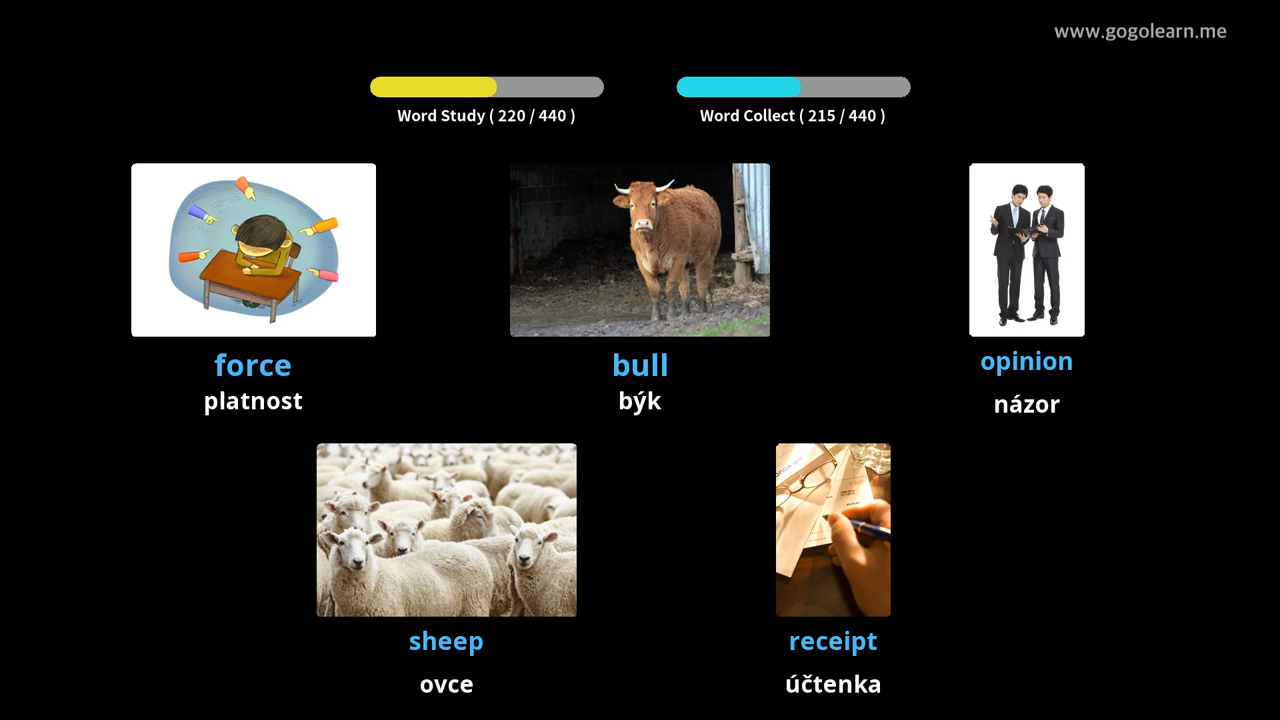 www.gogolearn.me
Word Study ( 220 / 440 )
Word Collect ( 215 / 440 )
force
platnost
bull
býk
opinion
názor
sheep
ovce
receipt
účtenka